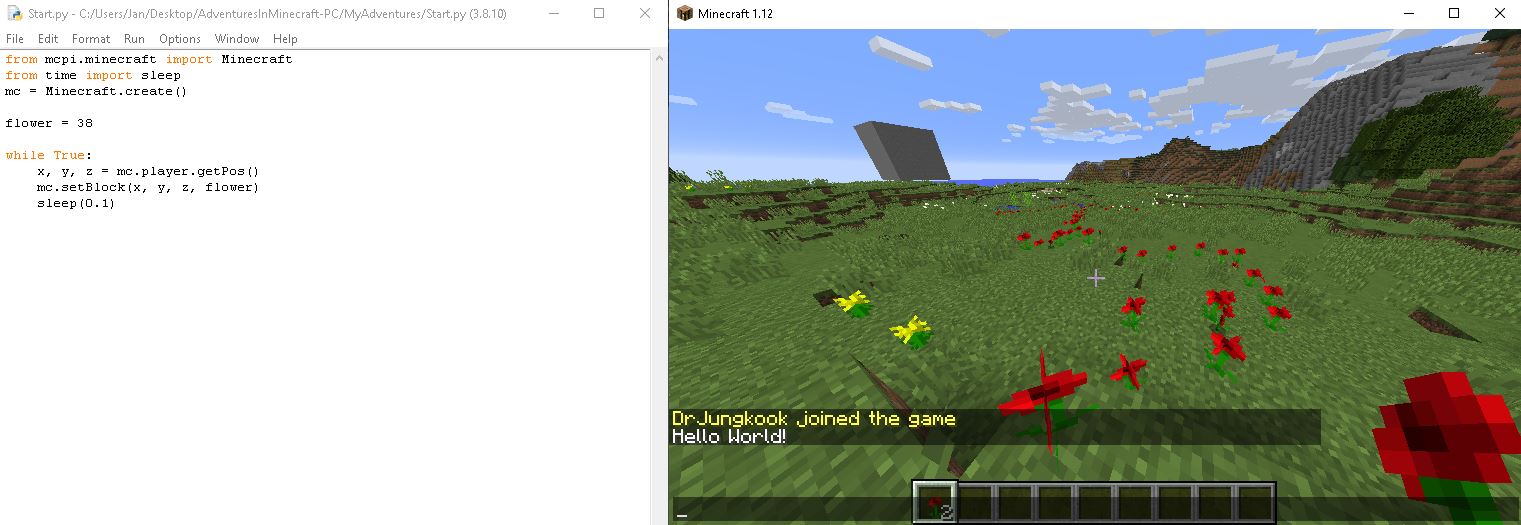 Start.py - C:/Users/Jan/Desktop/AdventuresInMinecraft-PC/MyAdventures/Start.py (3.8.10)
File Edit Format Run Options Window Help
from mcpi.minecraft import Minecraft
from time import sleep
mc = Minecraft.create()
flower = 38
while True:
    x, y, z = mc.player.getPos()
    mc.setBlock(x, y, z, flower)
    sleep(0.1)
Minecraft 1.12
DrJungkook joined the game
Hello World!
2
_